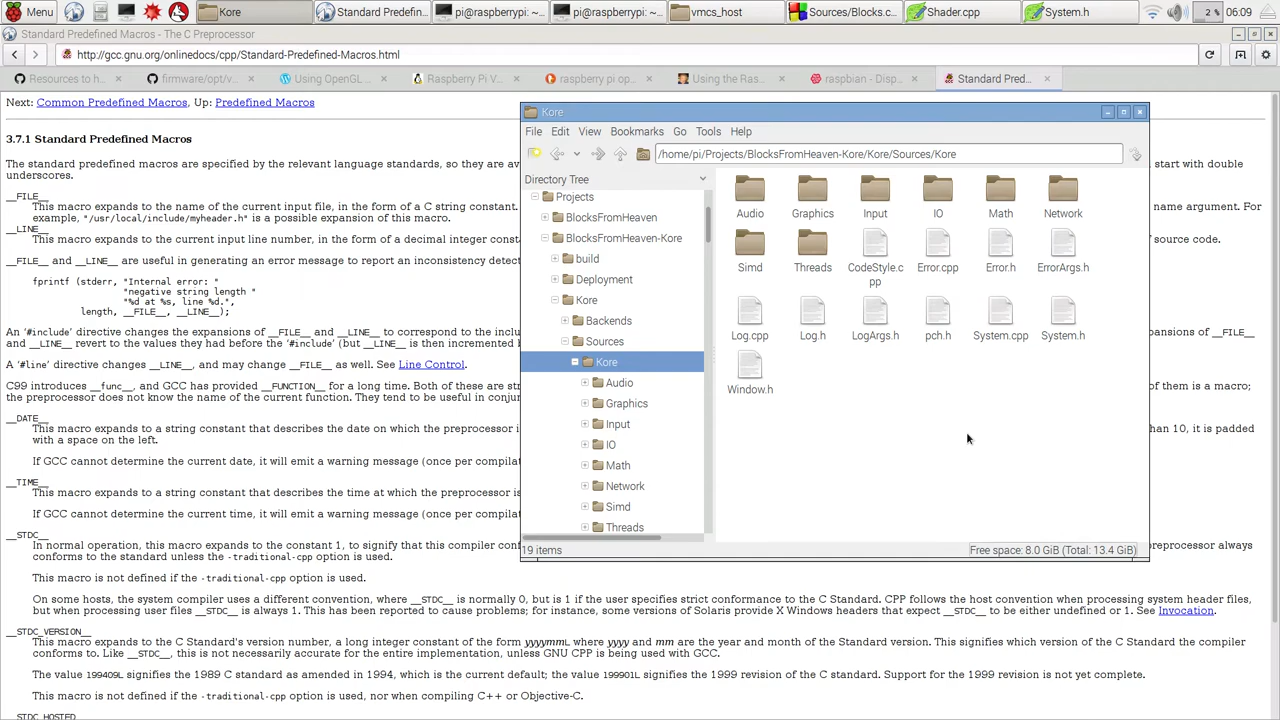 Menu
Kore
Standard Predefin...
pi@raspberrypi: ~...
pi@raspberrypi: ~...
vmcs_host
Sources/Blocks.c...
Shader.cpp
System.h
2 %
06:09
Standard Predefined Macros - The C Preprocessor
http://gcc.gnu.org/onlinedocs/cpp/Standard-Predefined-Macros.html
Resources to h...
firmware/opt/v...
Using OpenGL ...
Raspberry Pi V...
raspberry pi op...
Using the Ras...
raspbian - Disp...
Standard Pred...
Next: Common Predefined Macros, Up: Predefined Macros
3.7.1 Standard Predefined Macros
The standard predefined macros are specified by the relevant language standards, so they are av
start with double
underscores.
__FILE__
This macro expands to the name of the current input file, in the form of a C string constant.
name argument. For
example, "/usr/local/include/myheader.h" is a possible expansion of this macro.
__LINE__
This macro expands to the current input line number, in the form of a decimal integer const
source code.
__FILE__ and __LINE__ are useful in generating an error message to report an inconsistency detec
fprintf (stderr, "Internal error: "
"negative string length "
"%d at %s, line %d.",
length, __FILE__, __LINE__);
An '#include' directive changes the expansions of __FILE__ and __LINE__ to correspond to the inclu
pansions of __FILE__
and __LINE__ revert to the values they had before the '#include' (but __LINE__ is then incremented b
A '#line' directive changes __LINE__, and may change __FILE__ as well. See Line Control.
C99 introduces __func__, and GCC has provided __FUNCTION__ for a long time. Both of these are str
of them is a macro;
the preprocessor does not know the name of the current function. They tend to be useful in conjun
__DATE__
This macro expands to a string constant that describes the date on which the preprocessor i
than 10, it is padded
with a space on the left.
If GCC cannot determine the current date, it will emit a warning message (once per compilat
__TIME__
This macro expands to a string constant that describes the time at which the preprocessor is
If GCC cannot determine the current time, it will emit a warning message (once per compilat
__STDC__
In normal operation, this macro expands to the constant 1, to signify that this compiler conf
preprocessor always
conforms to the standard unless the -traditional-cpp option is used.
This macro is not defined if the -traditional-cpp option is used.
On some hosts, the system compiler uses a different convention, where __STDC__ is normally 0, but is 1 if the user specifies strict conformance to the C Standard. CPP follows the host convention when processing system header files,
but when processing user files __STDC__ is always 1. This has been reported to cause problems; for instance, some versions of Solaris provide X Windows headers that expect __STDC__ to be either undefined or 1. See Invocation.
__STDC_VERSION__
This macro expands to the C Standard's version number, a long integer constant of the form yyyymmL where yyyy and mm are the year and month of the Standard version. This signifies which version of the C Standard the compiler
conforms to. Like __STDC__, this is not necessarily accurate for the entire implementation, unless GNU CPP is being used with GCC.
The value 199409L signifies the 1989 C standard as amended in 1994, which is the current default; the value 199901L signifies the 1999 revision of the C standard. Support for the 1999 revision is not yet complete.
This macro is not defined if the -traditional-cpp option is used, nor when compiling C++ or Objective-C.
__STDC_HOSTED__
Kore
File Edit View Bookmarks Go Tools Help
/home/pi/Projects/BlocksFromHeaven-Kore/Kore/Sources/Kore
Directory Tree
Projects
BlocksFromHeaven
BlocksFromHeaven-Kore
build
Deployment
Kore
Backends
Sources
Kore
Audio
Graphics
Input
IO
Math
Network
Simd
Threads
Audio Graphics Input IO Math Network
Simd Threads CodeStyle.cpp Error.cpp Error.h ErrorArgs.h
Log.cpp Log.h LogArgs.h pch.h System.cpp System.h
Window.h
19 items
Free space: 8.0 GiB (Total: 13.4 GiB)